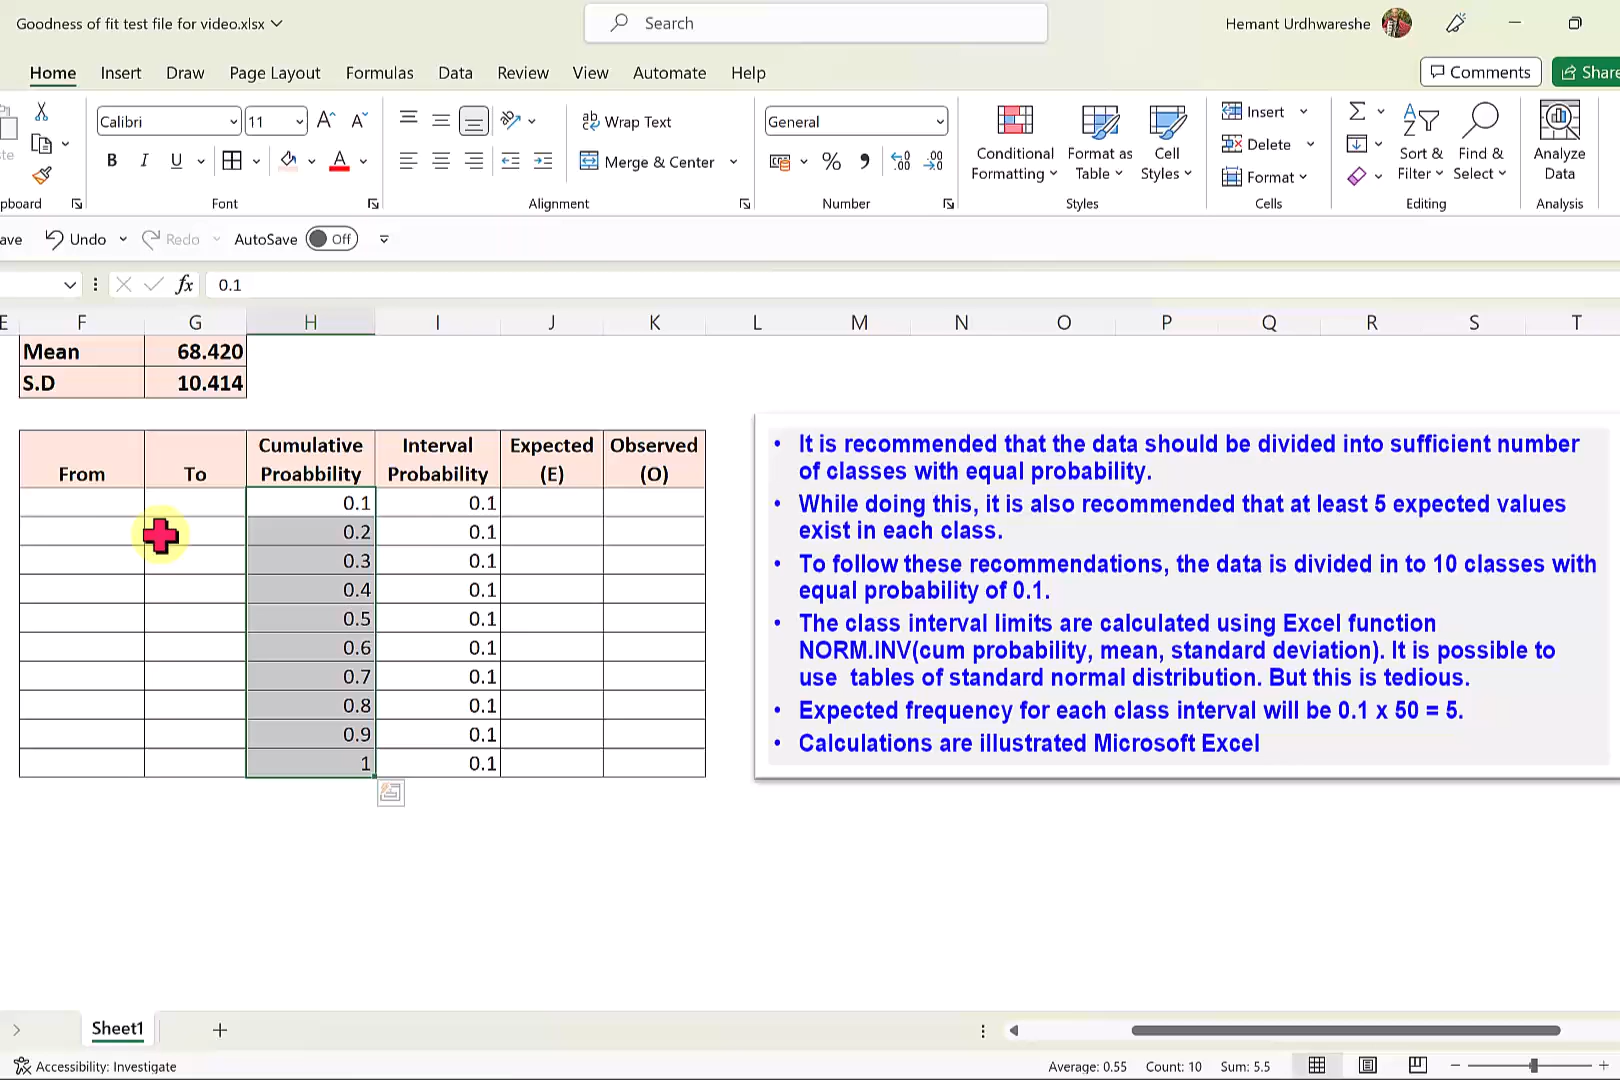 Goodness of fit test file for video.xlsx
Search
Hemant Urdhwareshe
Home Insert Draw Page Layout Formulas Data Review View Automate Help
Comments
Share
Calibri 11
Wrap Text
General
B I U
Merge & Center
Conditional Formatting
Format as Table
Cell Styles
Insert
Delete
Format
Sort & Filter
Find & Select
Analyze Data
pboard Font Alignment Number Styles Cells Editing Analysis
ave Undo Redo AutoSave Off
fx 0.1
E F G H I J K L M N O P Q R S T
Mean 68.420
S.D 10.414
From To Cumulative Proabbility Interval Probability Expected (E) Observed (O)
0.1 0.1
0.2 0.1
0.3 0.1
0.4 0.1
0.5 0.1
0.6 0.1
0.7 0.1
0.8 0.1
0.9 0.1
1 0.1
• It is recommended that the data should be divided into sufficient number
of classes with equal probability.
• While doing this, it is also recommended that at least 5 expected values
exist in each class.
• To follow these recommendations, the data is divided in to 10 classes with
equal probability of 0.1.
• The class interval limits are calculated using Excel function
NORM.INV(cum probability, mean, standard deviation). It is possible to
use tables of standard normal distribution. But this is tedious.
• Expected frequency for each class interval will be 0.1 x 50 = 5.
• Calculations are illustrated Microsoft Excel
Sheet1
Accessibility: Investigate
Average: 0.55 Count: 10 Sum: 5.5